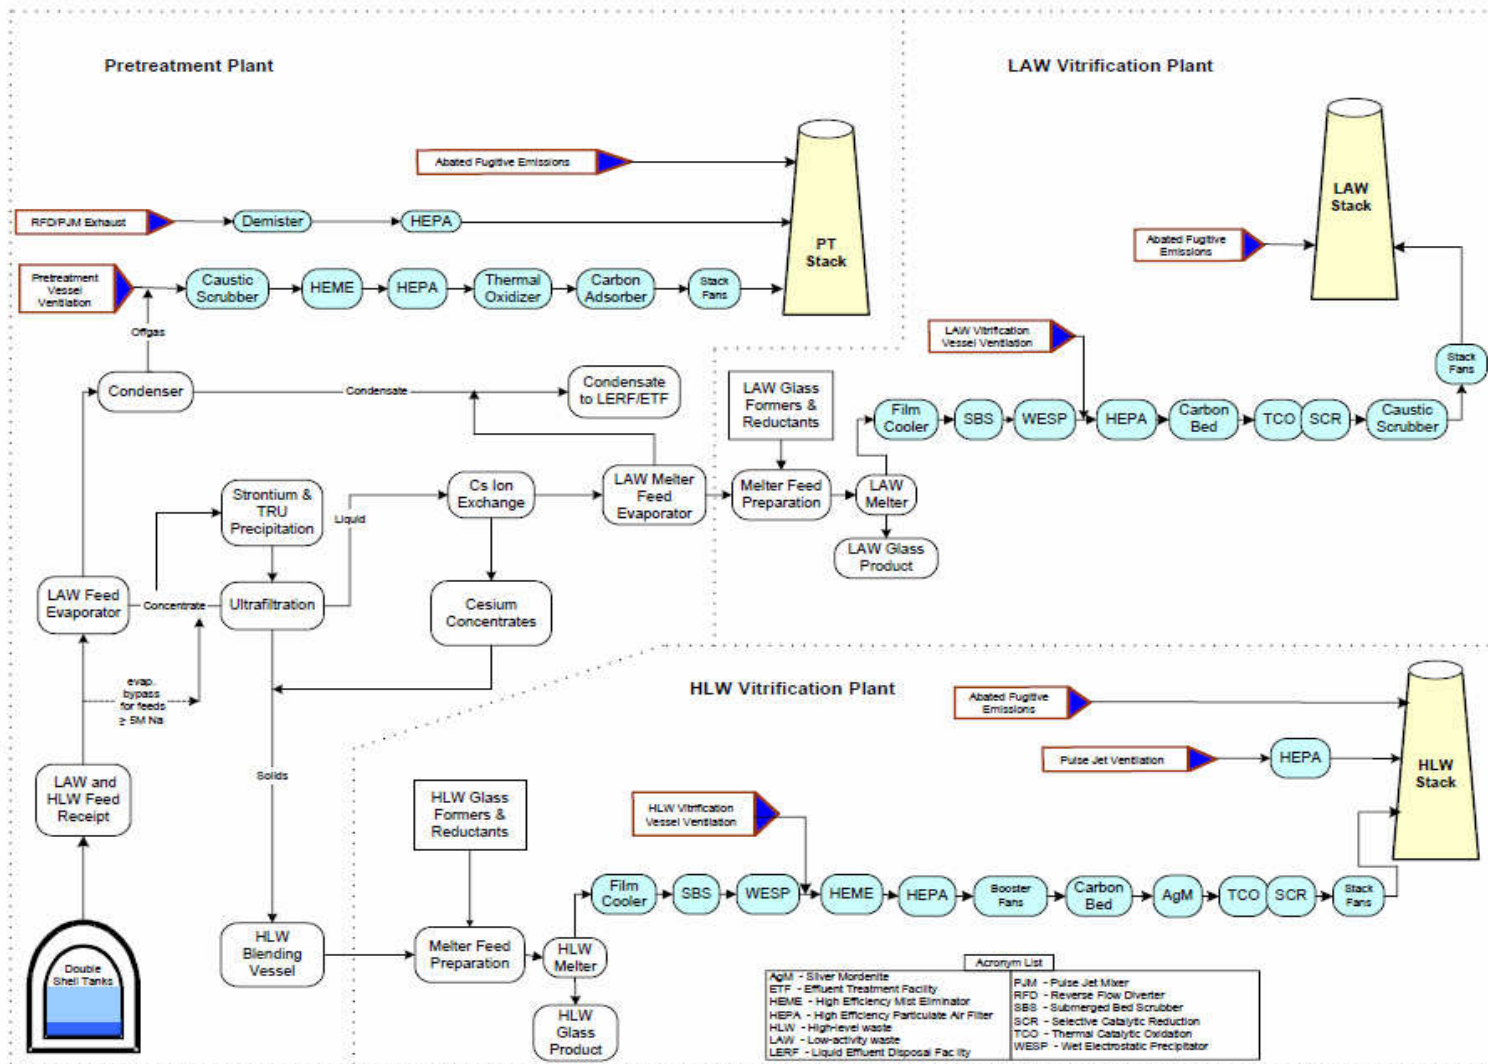 Pretreatment Plant
LAW Vitrification Plant
Abated Fugitive Emissions
RFD/PJM Exhaust
Demister
HEPA
PT
Stack
Pretreatment
Vessel
Ventilation
Caustic
Scrubber
HEME
HEPA
Thermal
Oxidizer
Carbon
Adsorber
Stack
Fans
Offgas
Condenser
Condensate
Condensate
to LERF/ETF
Strontium &
TRU
Precipitation
Liquid
Cs Ion
Exchange
LAW Melter
Feed
Evaporator
LAW Feed
Evaporator
Concentrate
Ultrafiltration
Cesium
Concentrates
evap.
bypass
for feeds
≥ 5M Na
Solids
LAW and
HLW Feed
Receipt
Double
Shell Tanks
HLW
Blending
Vessel
LAW
Stack
Abated Fugitive
Emissions
LAW Vitrification
Vessel Ventilation
Stack
Fans
LAW Glass
Formers &
Reductants
Film
Cooler
SBS
WESP
HEPA
Carbon
Bed
TCO
SCR
Caustic
Scrubber
Melter Feed
Preparation
LAW
Melter
LAW Glass
Product
HLW Vitrification Plant
Abated Fugitive
Emissions
Pulse Jet Ventilation
HEPA
HLW
Stack
HLW Glass
Formers &
Reductants
HLW Vitrification
Vessel Ventilation
Film
Cooler
SBS
WESP
HEME
HEPA
Booster
Fans
Carbon
Bed
AgM
TCO
SCR
Stack
Fans
Melter Feed
Preparation
HLW
Melter
HLW
Glass
Product
Acronym List
AgM - Silver Mordenite
ETF - Effluent Treatment Facility
HEME - High Efficiency Mist Eliminator
HEPA - High Efficiency Particulate Air Filter
HLW - High-level waste
LAW - Low-activity waste
LERF - Liquid Effluent Disposal Facility
PJM - Pulse Jet Mixer
RFD - Reverse Flow Diverter
SBS - Submerged Bed Scrubber
SCR - Selective Catalytic Reduction
TCO - Thermal Catalytic Oxidation
WESP - Wet Electrostatic Precipitator